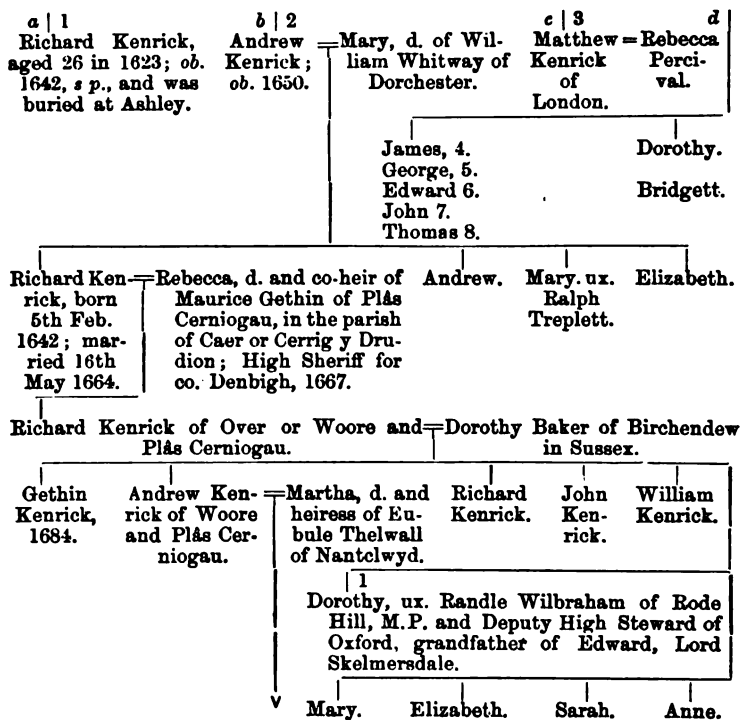 a | 1 b | 2 c | 3 d
Richard Kenrick, aged 26 in 1623; ob. 1642, s p., and was buried at Ashley.
Andrew Kenrick; ob. 1650.
=Mary, d. of William Whitway of Dorchester.
Matthew Kenrick of London.
=Rebecca Percival.
James, 4.
George, 5.
Edward 6.
John 7.
Thomas 8.
Dorothy.
Bridgett.
Richard Ken-
rick, born
5th Feb.
1642; mar-
ried 16th
May 1664.
=Rebecca, d. and co-heir of
Maurice Gethin of Plâs
Cerniogau, in the parish
of Caer or Cerrig y Dru-
dion; High Sheriff for
co. Denbigh, 1667.
Andrew.
Mary. ux.
Ralph
Treplett.
Elizabeth.
Richard Kenrick of Over or Woore and
Plâs Cerniogau.
=Dorothy Baker of Birchendew
in Sussex.
Gethin
Kenrick,
1684.
Andrew Ken-
rick of Woore
and Plâs Cer-
niogau.
=Martha, d. and
heiress of Eu-
bule Thelwall
of Nantclwyd.
Richard
Kenrick.
John
Ken-
rick.
William
Kenrick.
| 1
Dorothy, ux. Randle Wilbraham of Rode
Hill, M.P. and Deputy High Steward of
Oxford, grandfather of Edward, Lord
Skelmersdale.
Mary. Elizabeth. Sarah. Anne.